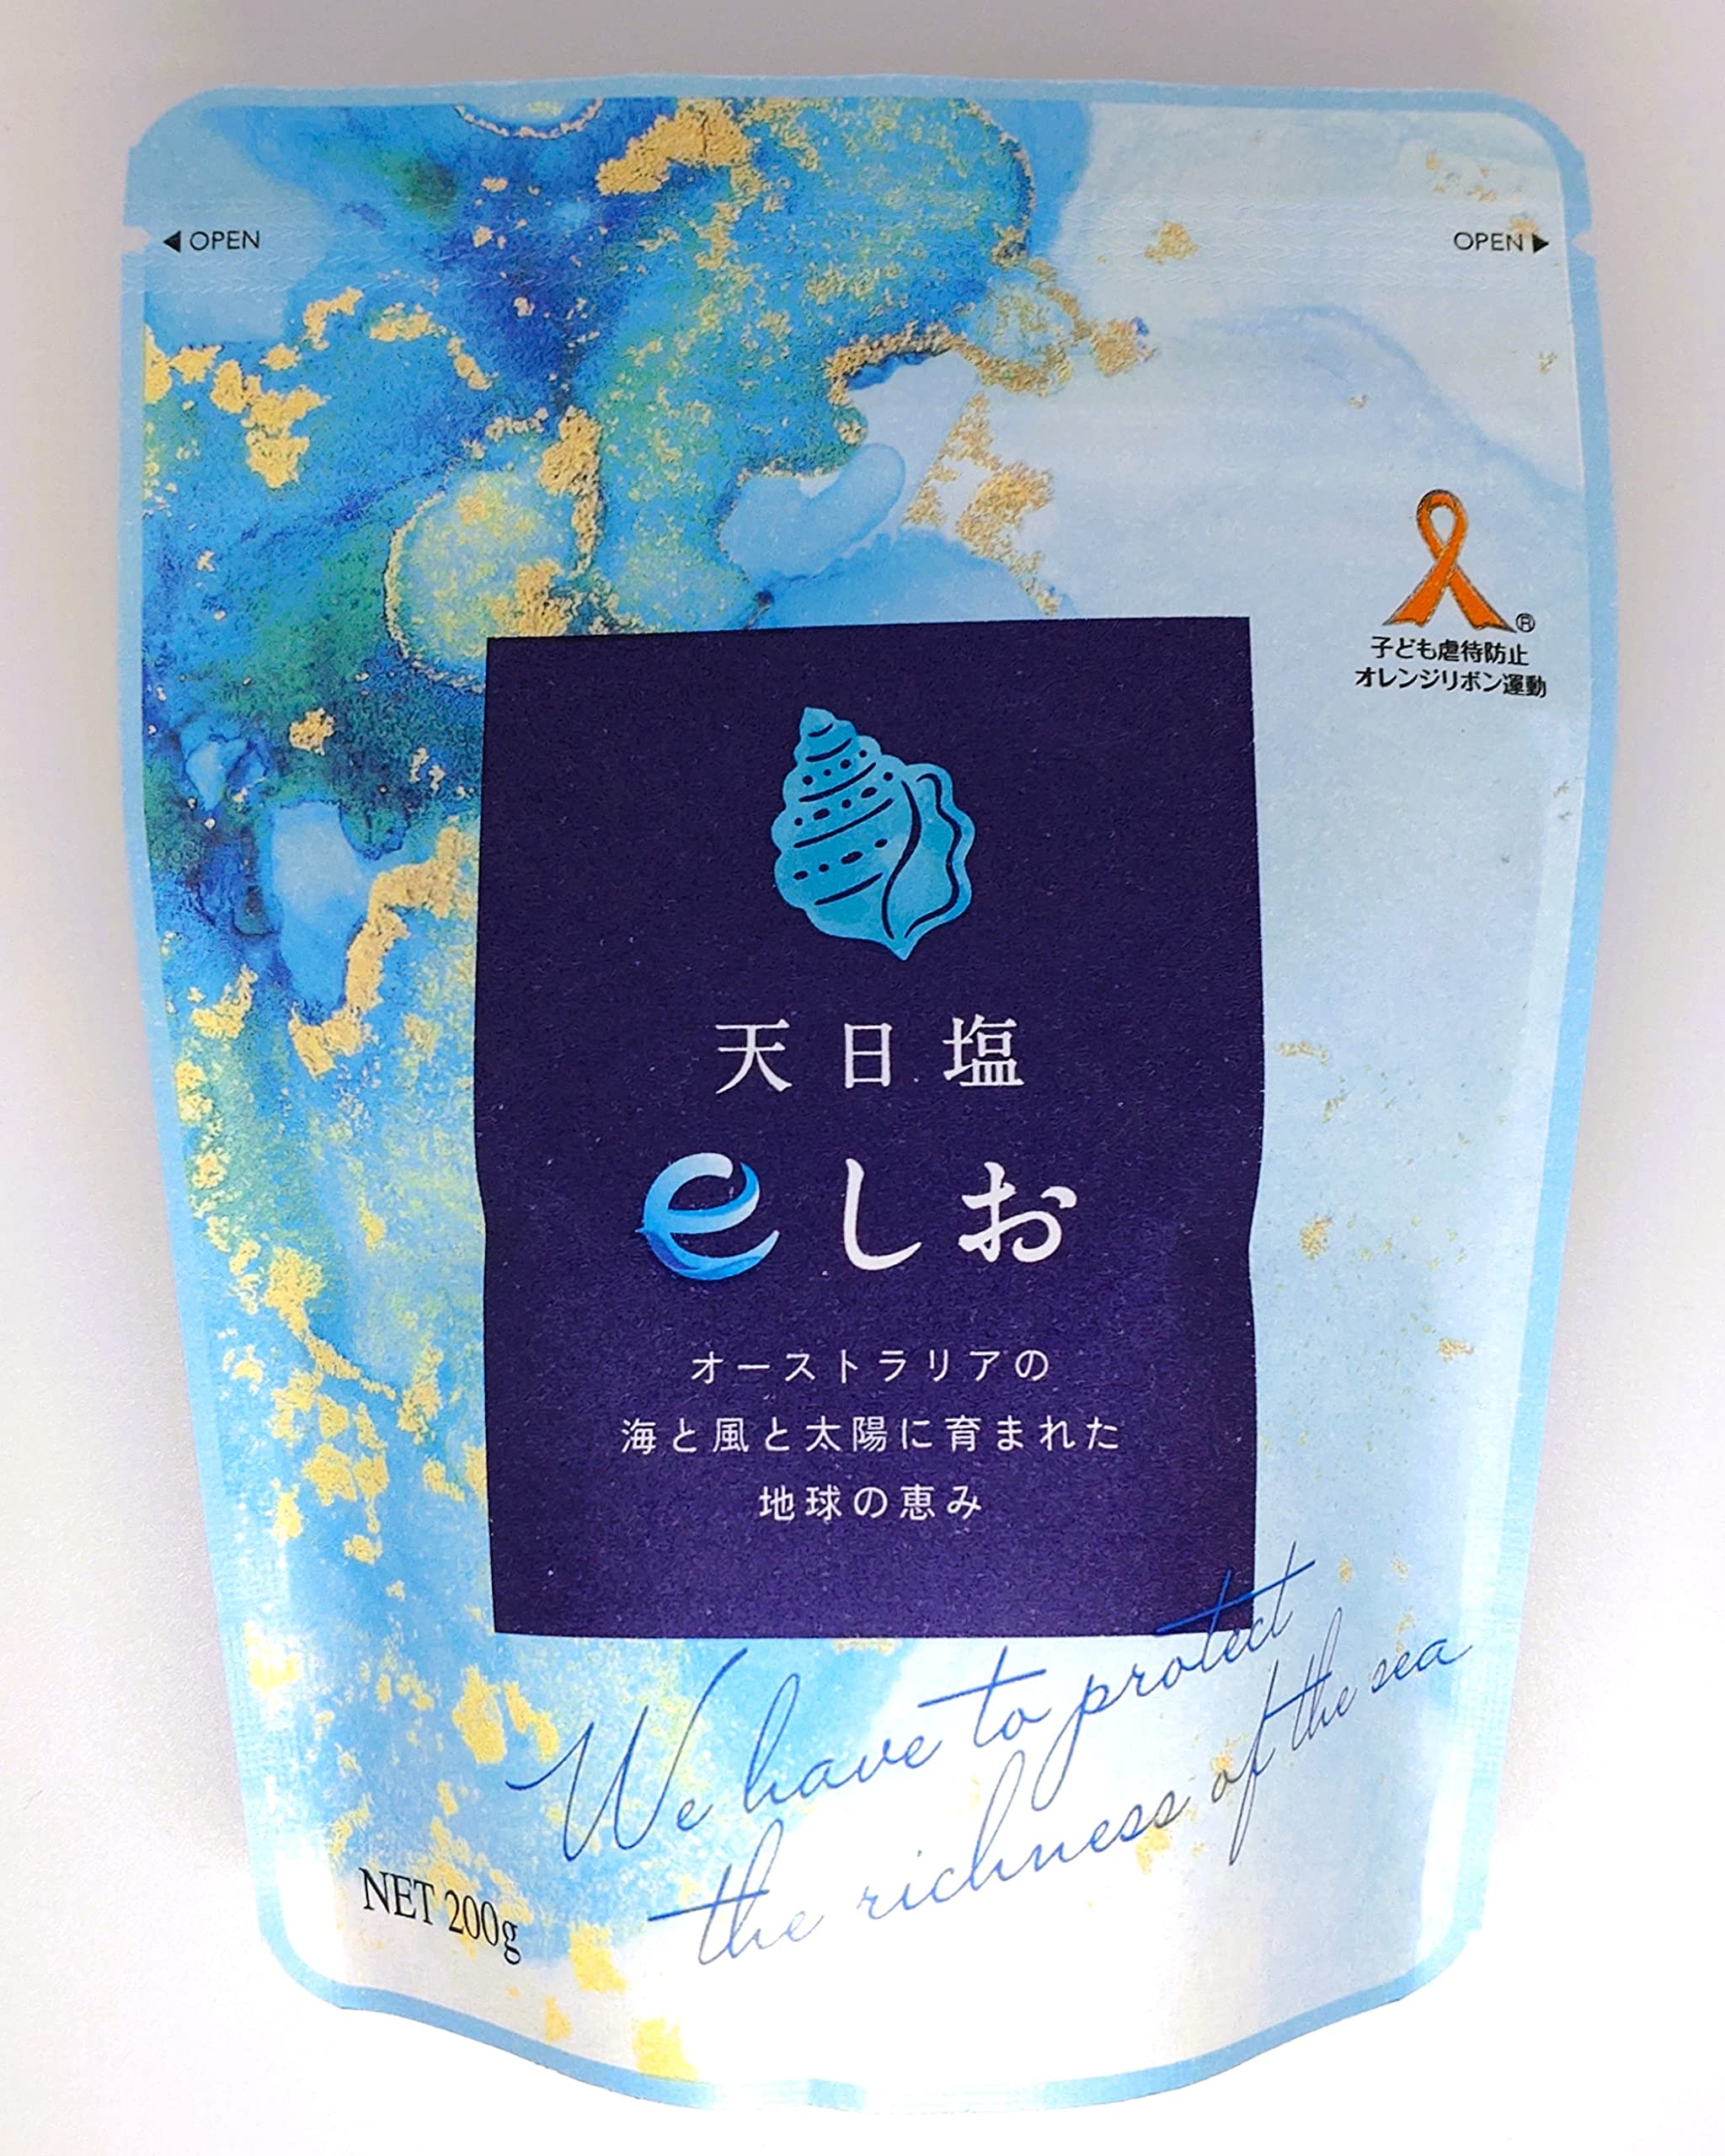 ◀ OPEN
OPEN ▶
®
子ども虐待防止
オレンジリボン運動
天日塩
eしお
オーストラリアの
海と風と太陽に育まれた
地球の恵み
We have to protect
the richness of the sea
NET 200g